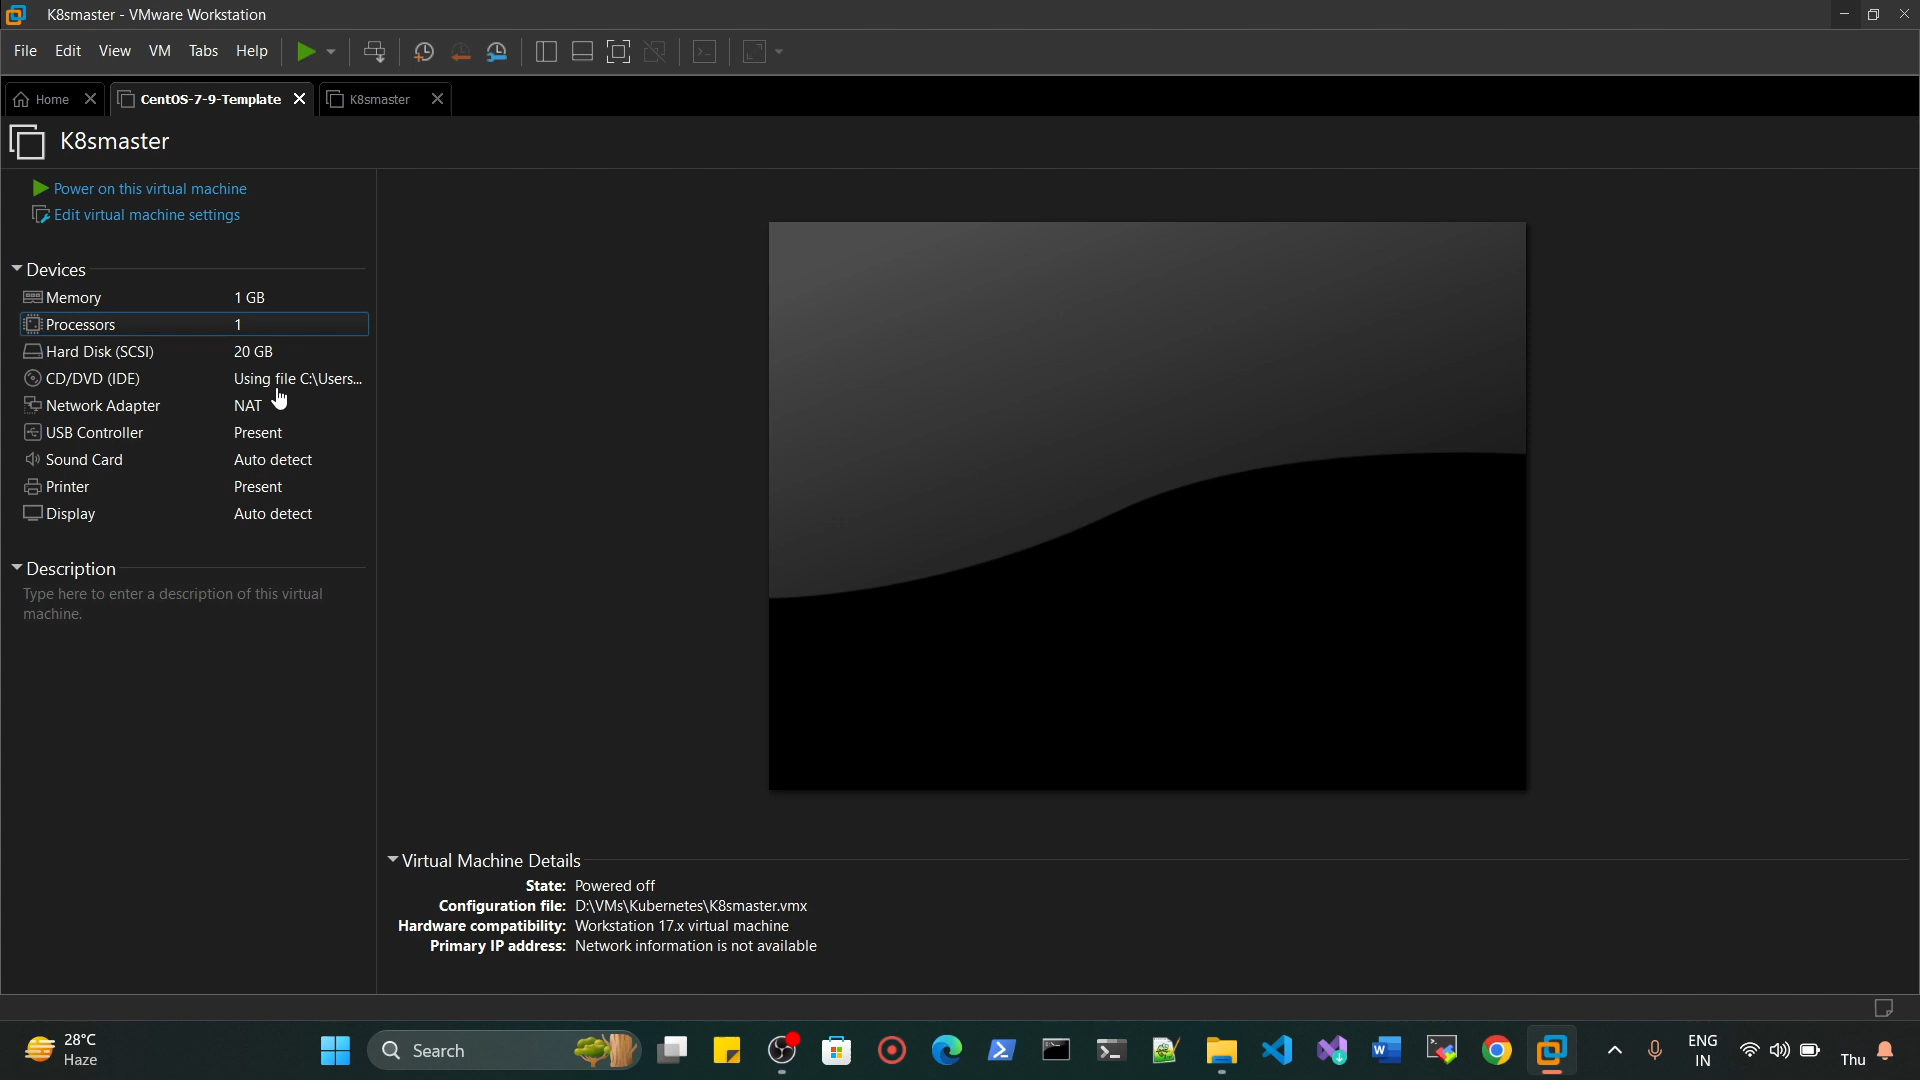 K8smaster - VMware Workstation
File Edit View VM Tabs Help
Home CentOS-7-9-Template K8smaster
K8smaster
Power on this virtual machine
Edit virtual machine settings
Devices
Memory 1 GB
Processors 1
Hard Disk (SCSI) 20 GB
CD/DVD (IDE) Using file C:\Users...
Network Adapter NAT
USB Controller Present
Sound Card Auto detect
Printer Present
Display Auto detect
Description
Type here to enter a description of this virtual
machine.
Virtual Machine Details
State: Powered off
Configuration file: D:\VMs\Kubernetes\K8smaster.vmx
Hardware compatibility: Workstation 17.x virtual machine
Primary IP address: Network information is not available
28°C
Haze
Search
ENG
IN
Thu